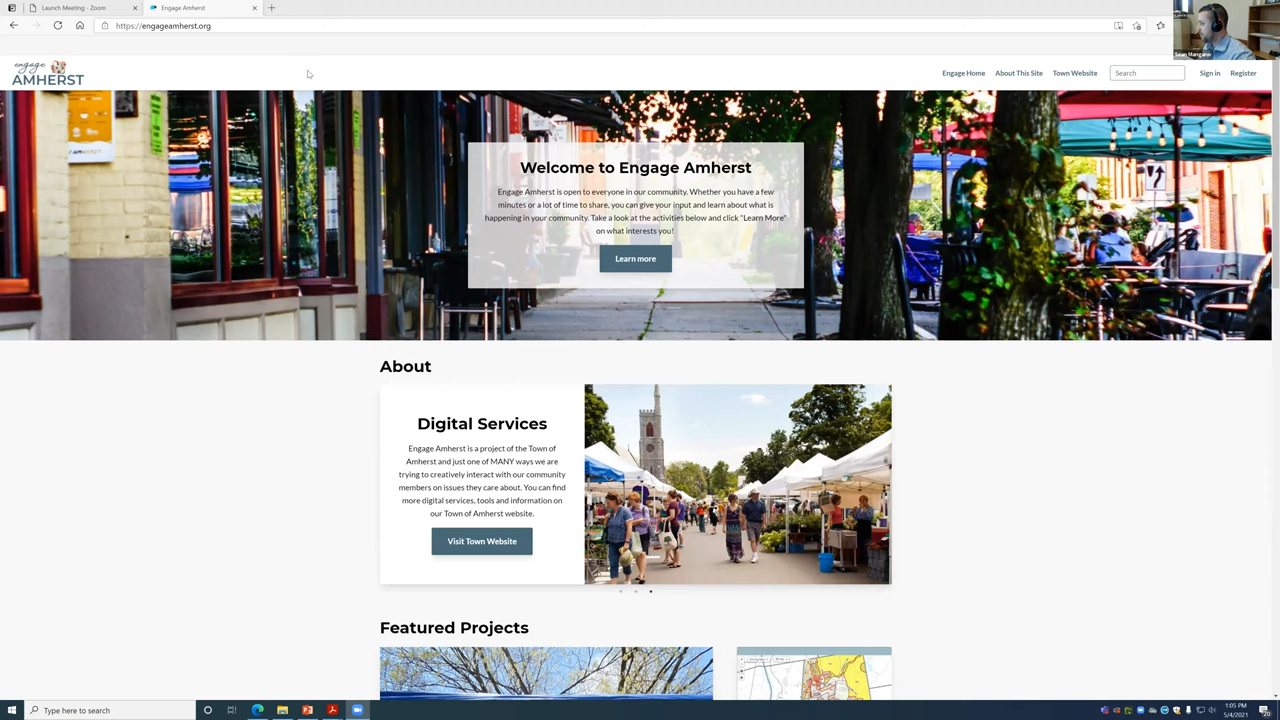 Launch Meeting - Zoom
Engage Amherst
https://engageamherst.org
Sean Mangano
engage
AMHERST
Engage Home
About This Site
Town Website
Search
Sign in
Register
Welcome to Engage Amherst
Engage Amherst is open to everyone in our community. Whether you have a few
minutes or a lot of time to share, you can give your input and learn about what is
happening in your community. Take a look at the activities below and click "Learn More"
on what interests you!
Learn more
About
Digital Services
Engage Amherst is a project of the Town of
Amherst and just one of MANY ways we are
trying to creatively interact with our community
members on issues they care about. You can find
more digital services, tools and information on
our Town of Amherst website.
Visit Town Website
Featured Projects
Type here to search
1:05 PM
5/4/2021